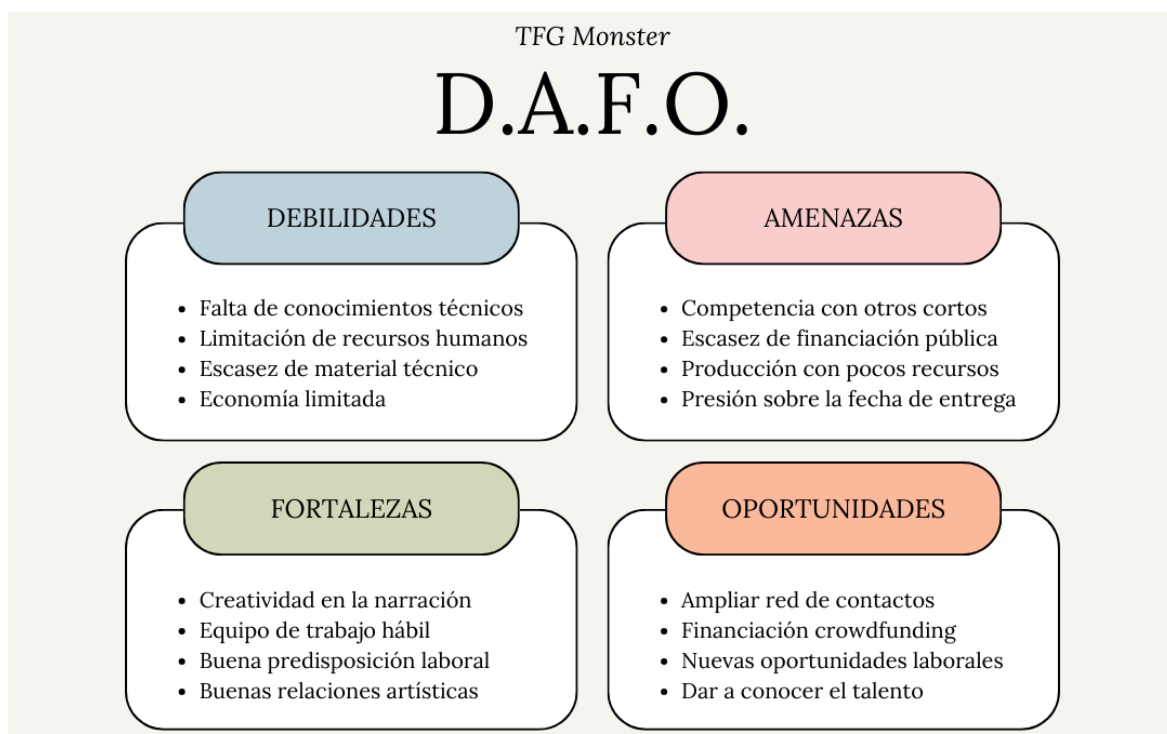 TFG Monster
D.A.F.O.
DEBILIDADES
• Falta de conocimientos técnicos
• Limitación de recursos humanos
• Escasez de material técnico
• Economía limitada
AMENAZAS
• Competencia con otros cortos
• Escasez de financiación pública
• Producción con pocos recursos
• Presión sobre la fecha de entrega
FORTALEZAS
• Creatividad en la narración
• Equipo de trabajo hábil
• Buena predisposición laboral
• Buenas relaciones artísticas
OPORTUNIDADES
• Ampliar red de contactos
• Financiación crowdfunding
• Nuevas oportunidades laborales
• Dar a conocer el talento